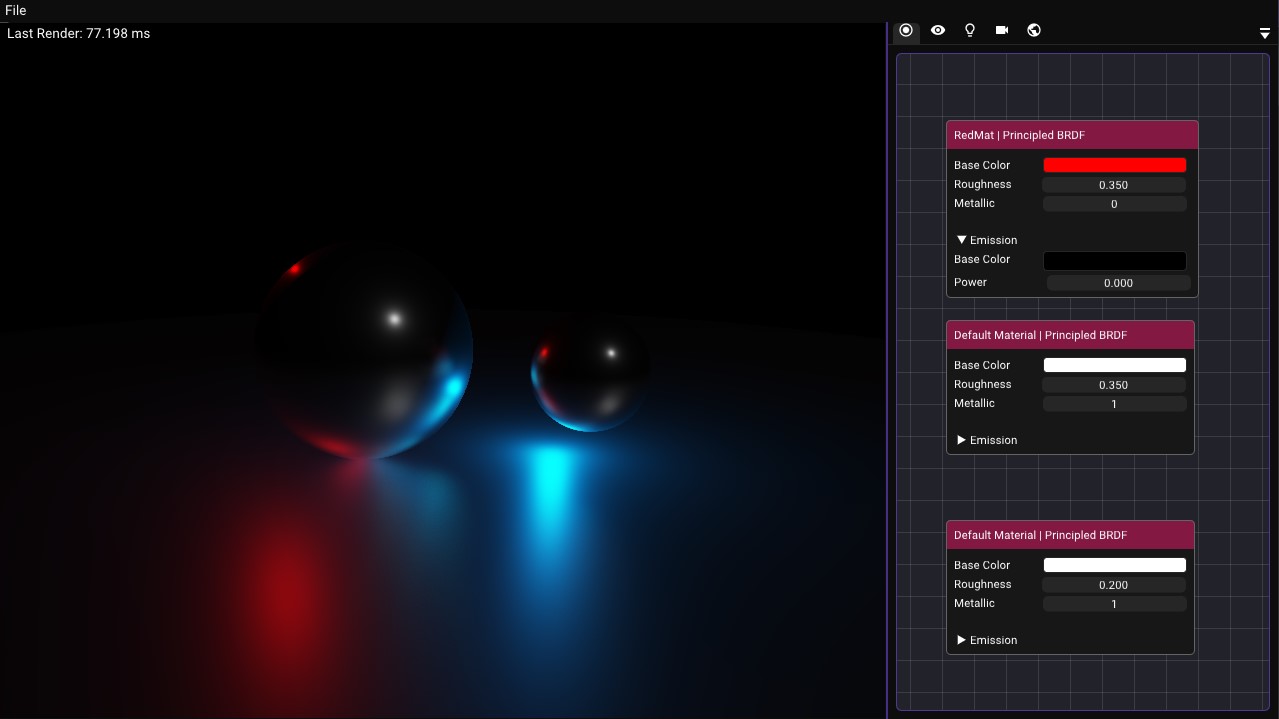 File
Last Render: 77.198 ms
RedMat | Principled BRDF
Base Color
Roughness 0.350
Metallic 0
Emission
Base Color
Power 0.000
Default Material | Principled BRDF
Base Color
Roughness 0.350
Metallic 1
Emission
Default Material | Principled BRDF
Base Color
Roughness 0.200
Metallic 1
Emission